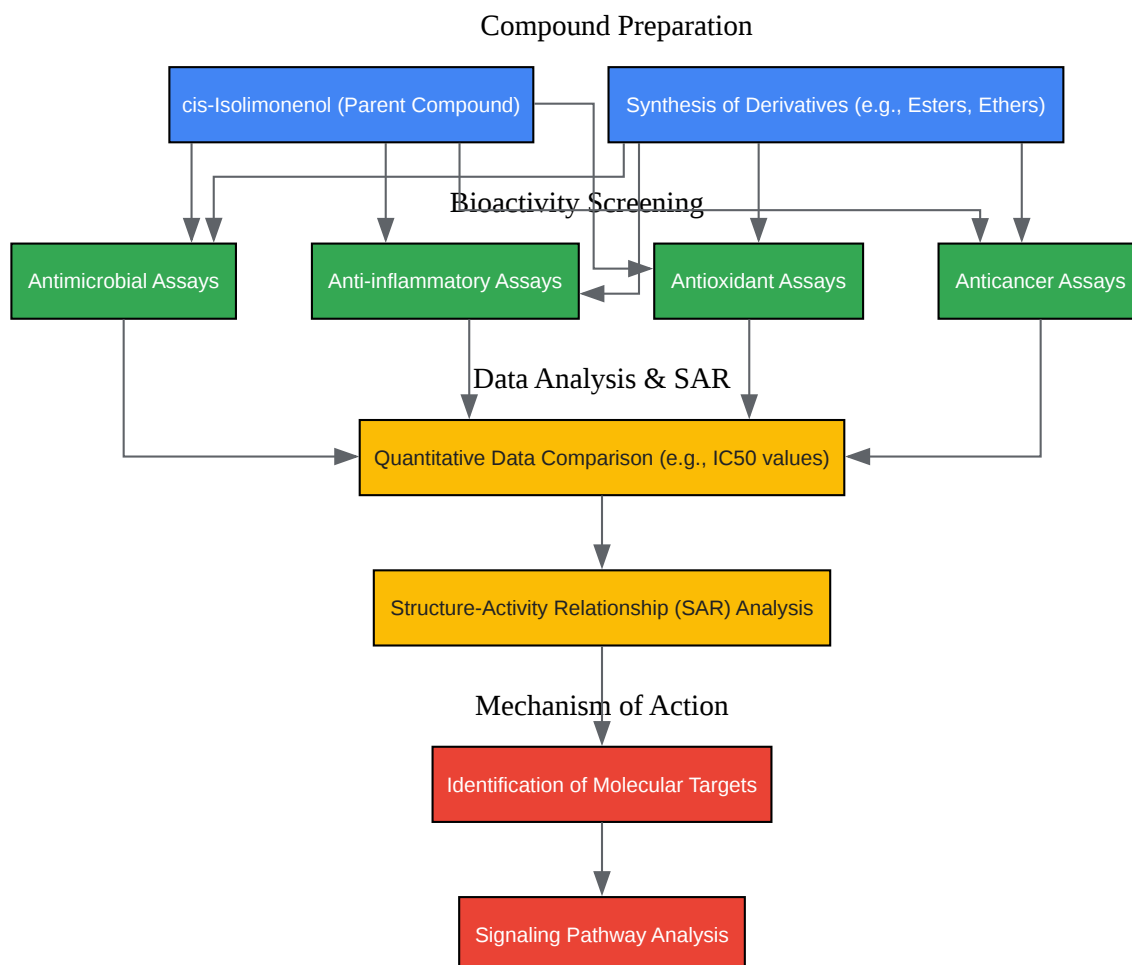 Compound Preparation
cis-Isolimonenol (Parent Compound)
Synthesis of Derivatives (e.g., Esters, Ethers)
Bioactivity Screening
Antimicrobial Assays
Anti-inflammatory Assays
Antioxidant Assays
Anticancer Assays
Data Analysis & SAR
Quantitative Data Comparison (e.g., IC50 values)
Structure-Activity Relationship (SAR) Analysis
Mechanism of Action
Identification of Molecular Targets
Signaling Pathway Analysis